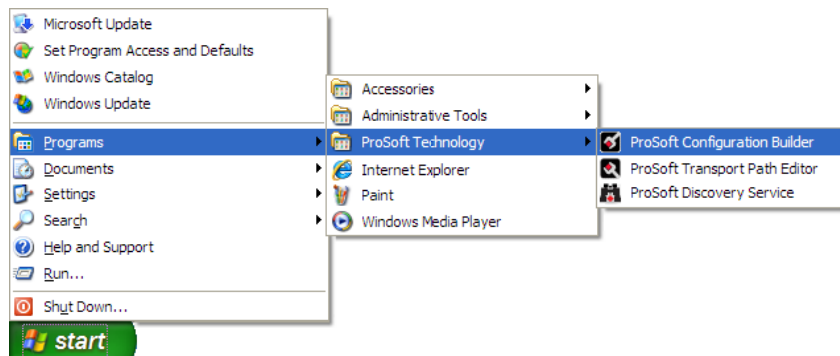 Microsoft Update
Set Program Access and Defaults
Windows Catalog
Windows Update
Programs
Documents
Settings
Search
Help and Support
Run...
Shut Down...
start
Accessories
Administrative Tools
ProSoft Technology
Internet Explorer
Paint
Windows Media Player
ProSoft Configuration Builder
ProSoft Transport Path Editor
ProSoft Discovery Service